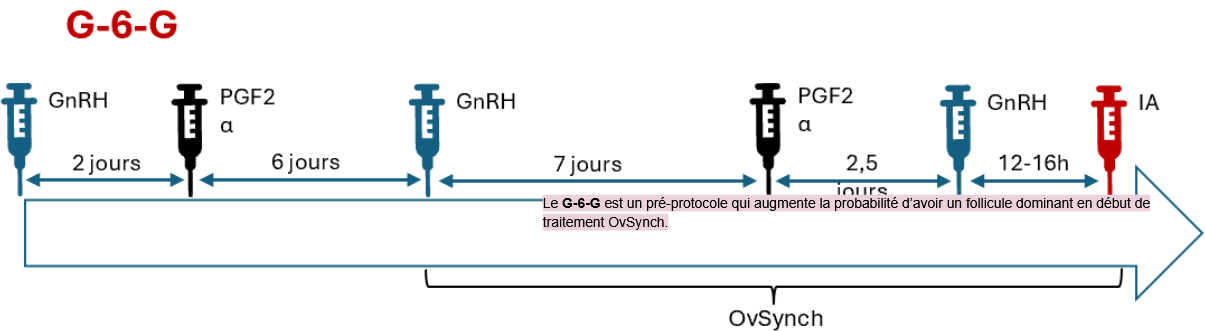 G-6-G
GnRH
PGF2
α
GnRH
PGF2
α
GnRH
IA
2 jours
6 jours
7 jours
2,5
jours
12-16h
Le G-6-G est un pré-protocole qui augmente la probabilité d'avoir un follicule dominant en début de
traitement OvSynch.
OvSynch